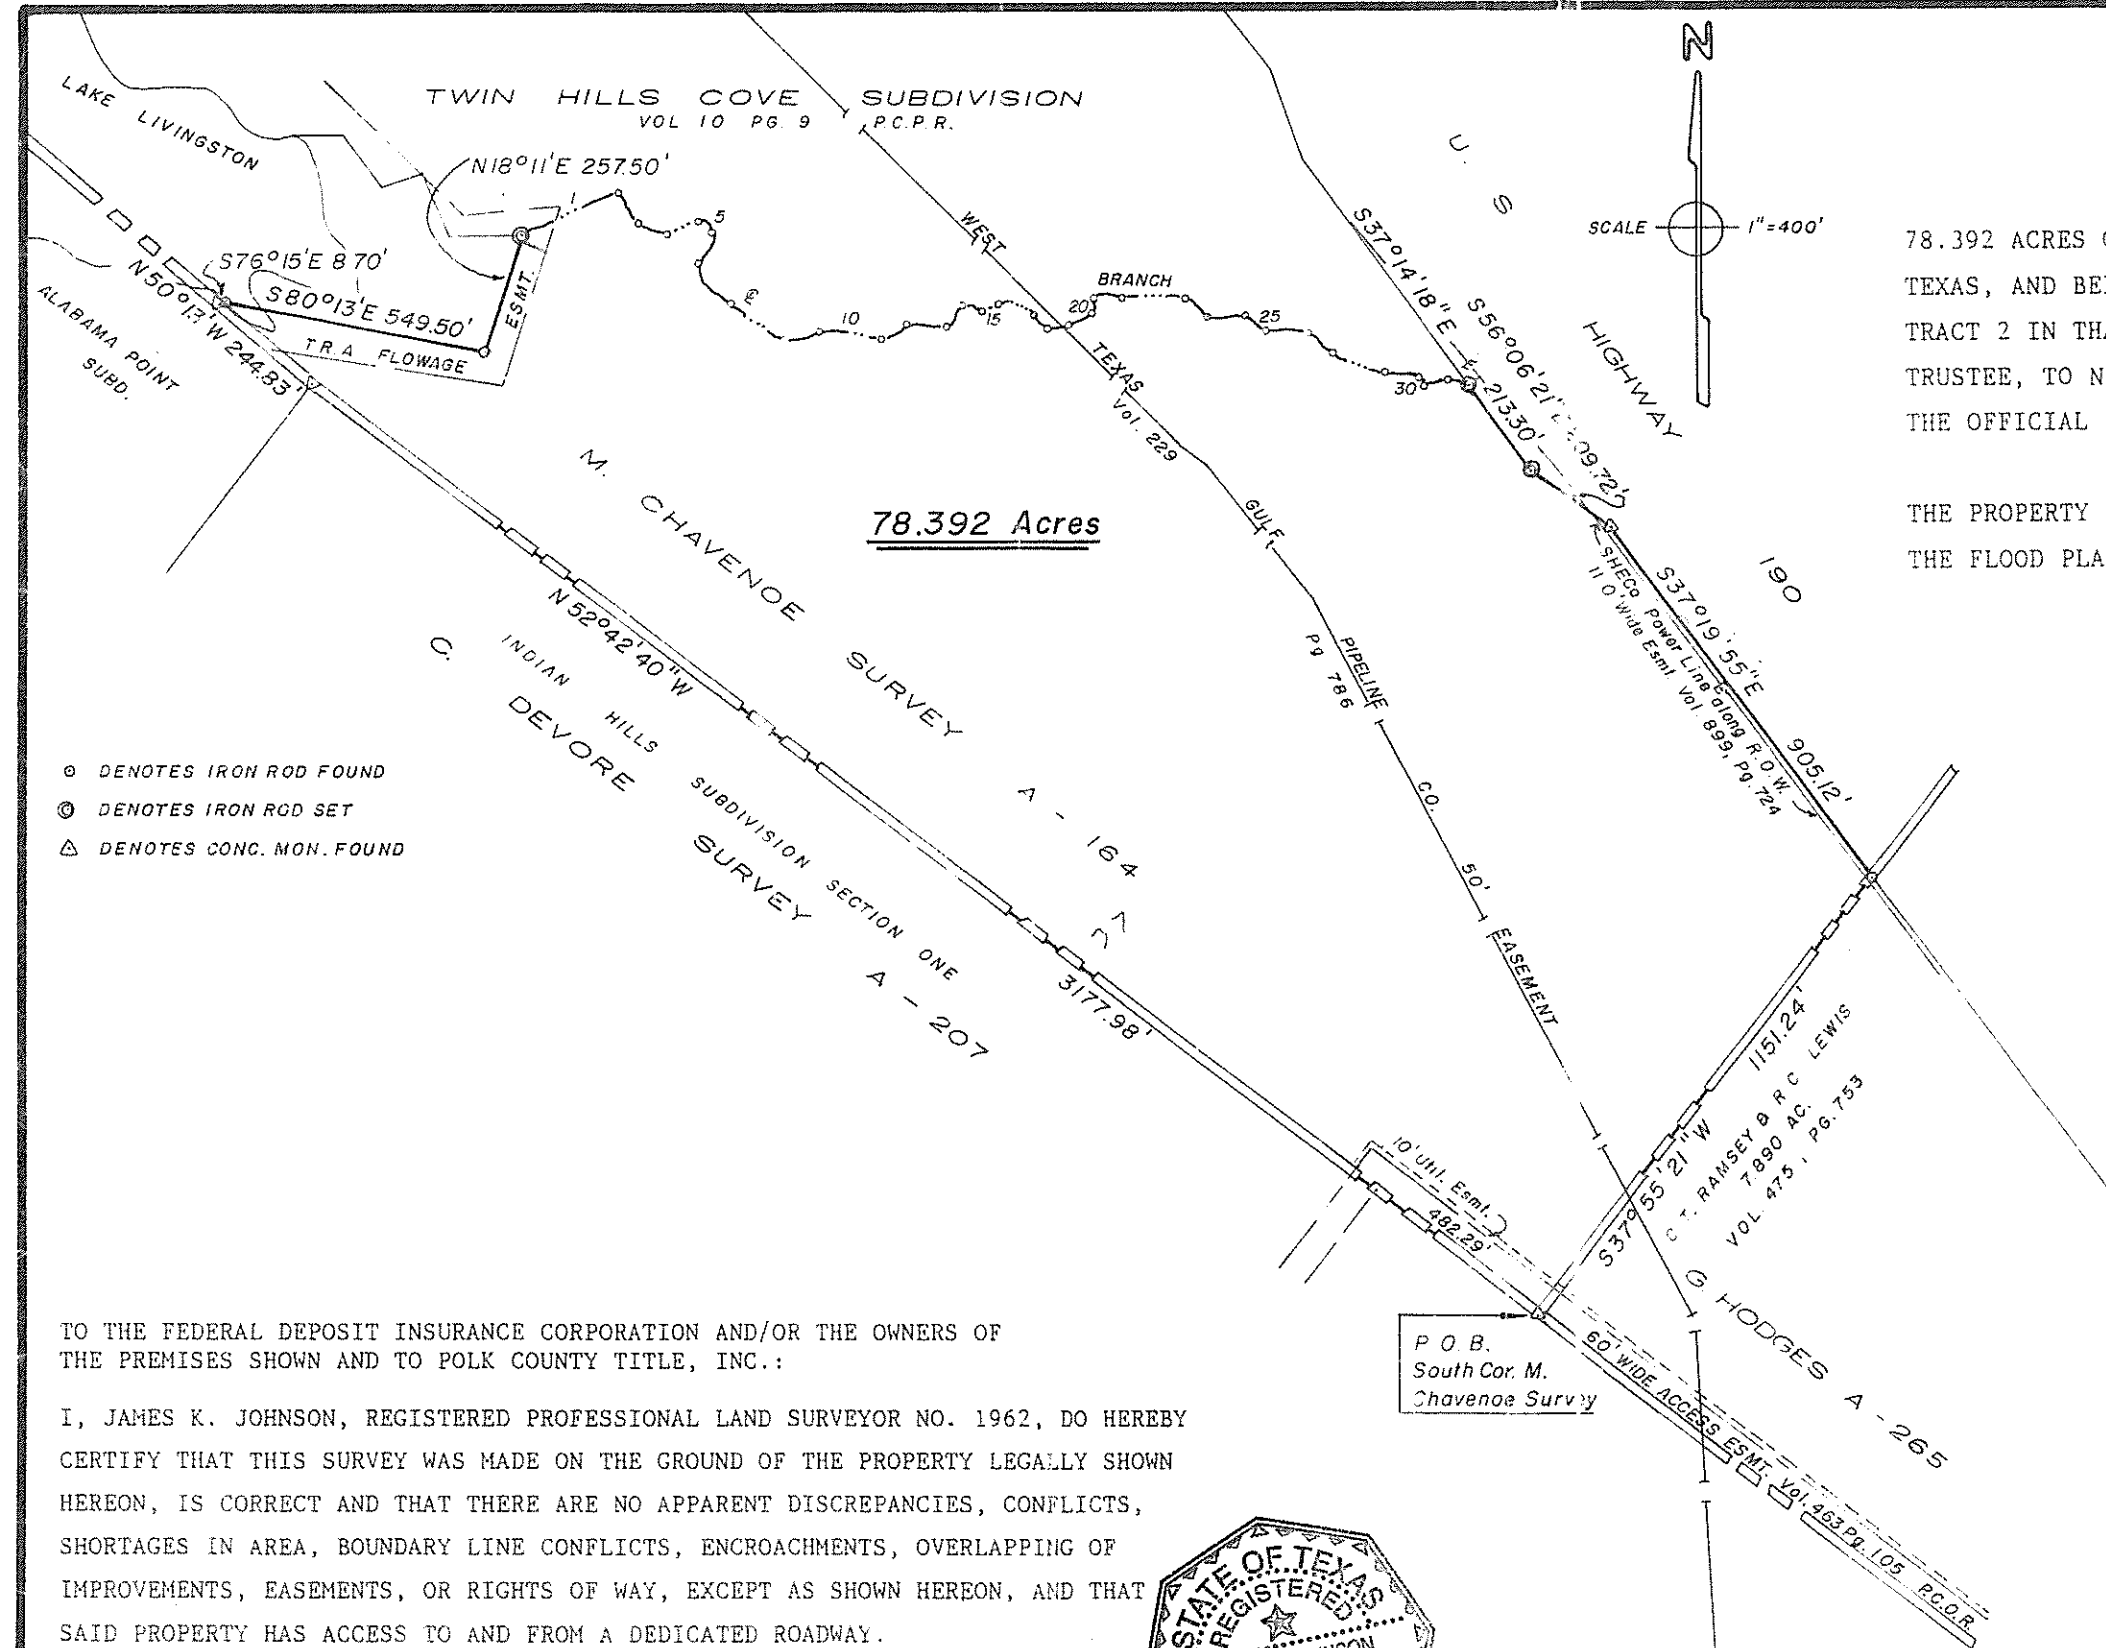 TWIN HILLS COVE SUBDIVISION
VOL 10 PG. 9 P.C.P.R.
LAKE LIVINGSTON
N18°11'E 257.50'
S76°15'E 8 70'
S80°13'E 549.50'
N50°13'W 244.83'
T.R.A FLOWAGE ESMT.
ALABAMA POINT
SUBD.
5
10
15
20
25
30
BRANCH
WEST TEXAS GULF PIPELINE CO. 50' EASEMENT
Vol. 229
Pg 786
U. S HIGHWAY 190
N
SCALE 1"=400'
S37°14'18"E
213.30'
S56°06'21"
S37°19'55"E
905.12'
SHECO Power Line along R.O.W.
11 0' Wide Esmt. Vol. 899, Pg. 724
78.392 ACRES
TEXAS, AND
TRACT 2 IN
TRUSTEE, TO
THE OFFICIAL
THE PROPERTY
THE FLOOD
M. CHAVENOE SURVEY A - 164
78.392 Acres
N 52°42'40"W
3177.98'
C. DEVORE SURVEY A - 207
INDIAN HILLS SUBDIVISION SECTION ONE
DENOTES IRON ROD FOUND
DENOTES IRON ROD SET
DENOTES CONC. MON. FOUND
1151.24'
S37°55'21"W
C T. RAMSEY & R C LEWIS
7.890 AC.
VOL. 475, PG. 753
10' Util. Esmt.
482.29'
G. HODGES A - 265
P O. B.
South Cor. M.
Chavenoe Survey
60' WIDE ACCESS ESMT. Vol. 463 Pg. 105 P.C.O.R.
TO THE FEDERAL DEPOSIT INSURANCE CORPORATION AND/OR THE OWNERS OF
THE PREMISES SHOWN AND TO POLK COUNTY TITLE, INC.:
I, JAMES K. JOHNSON, REGISTERED PROFESSIONAL LAND SURVEYOR NO. 1962, DO HEREBY
CERTIFY THAT THIS SURVEY WAS MADE ON THE GROUND OF THE PROPERTY LEGALLY SHOWN
HEREON, IS CORRECT AND THAT THERE ARE NO APPARENT DISCREPANCIES, CONFLICTS,
SHORTAGES IN AREA, BOUNDARY LINE CONFLICTS, ENCROACHMENTS, OVERLAPPING OF
IMPROVEMENTS, EASEMENTS, OR RIGHTS OF WAY, EXCEPT AS SHOWN HEREON, AND THAT
SAID PROPERTY HAS ACCESS TO AND FROM A DEDICATED ROADWAY.
STATE OF TEXAS
REGISTERED